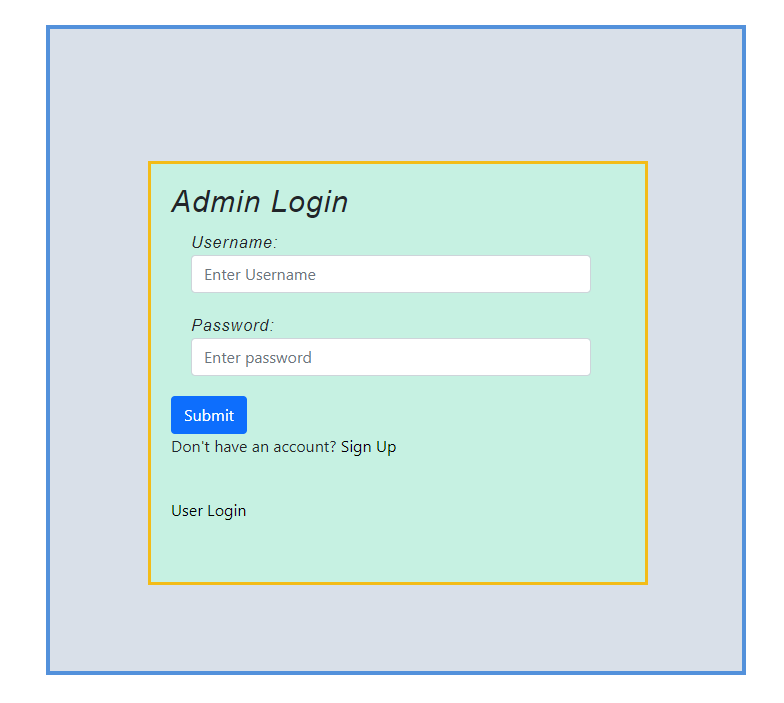 Admin Login
Username:
Enter Username
Password:
Enter password
Submit
Don't have an account? Sign Up
User Login